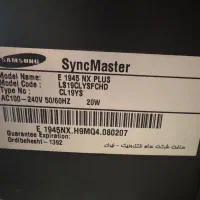 SAMSUNG SyncMaster
Model Name: E 1945 NX PLUS
Model Code: LS19CLYSFCHD
Type No: CL19YS
AC100-240V 50/60HZ 20W
E 1945NX.H9MQ4.080207
Guarantee Expiration:
Ordibehesht - 1392